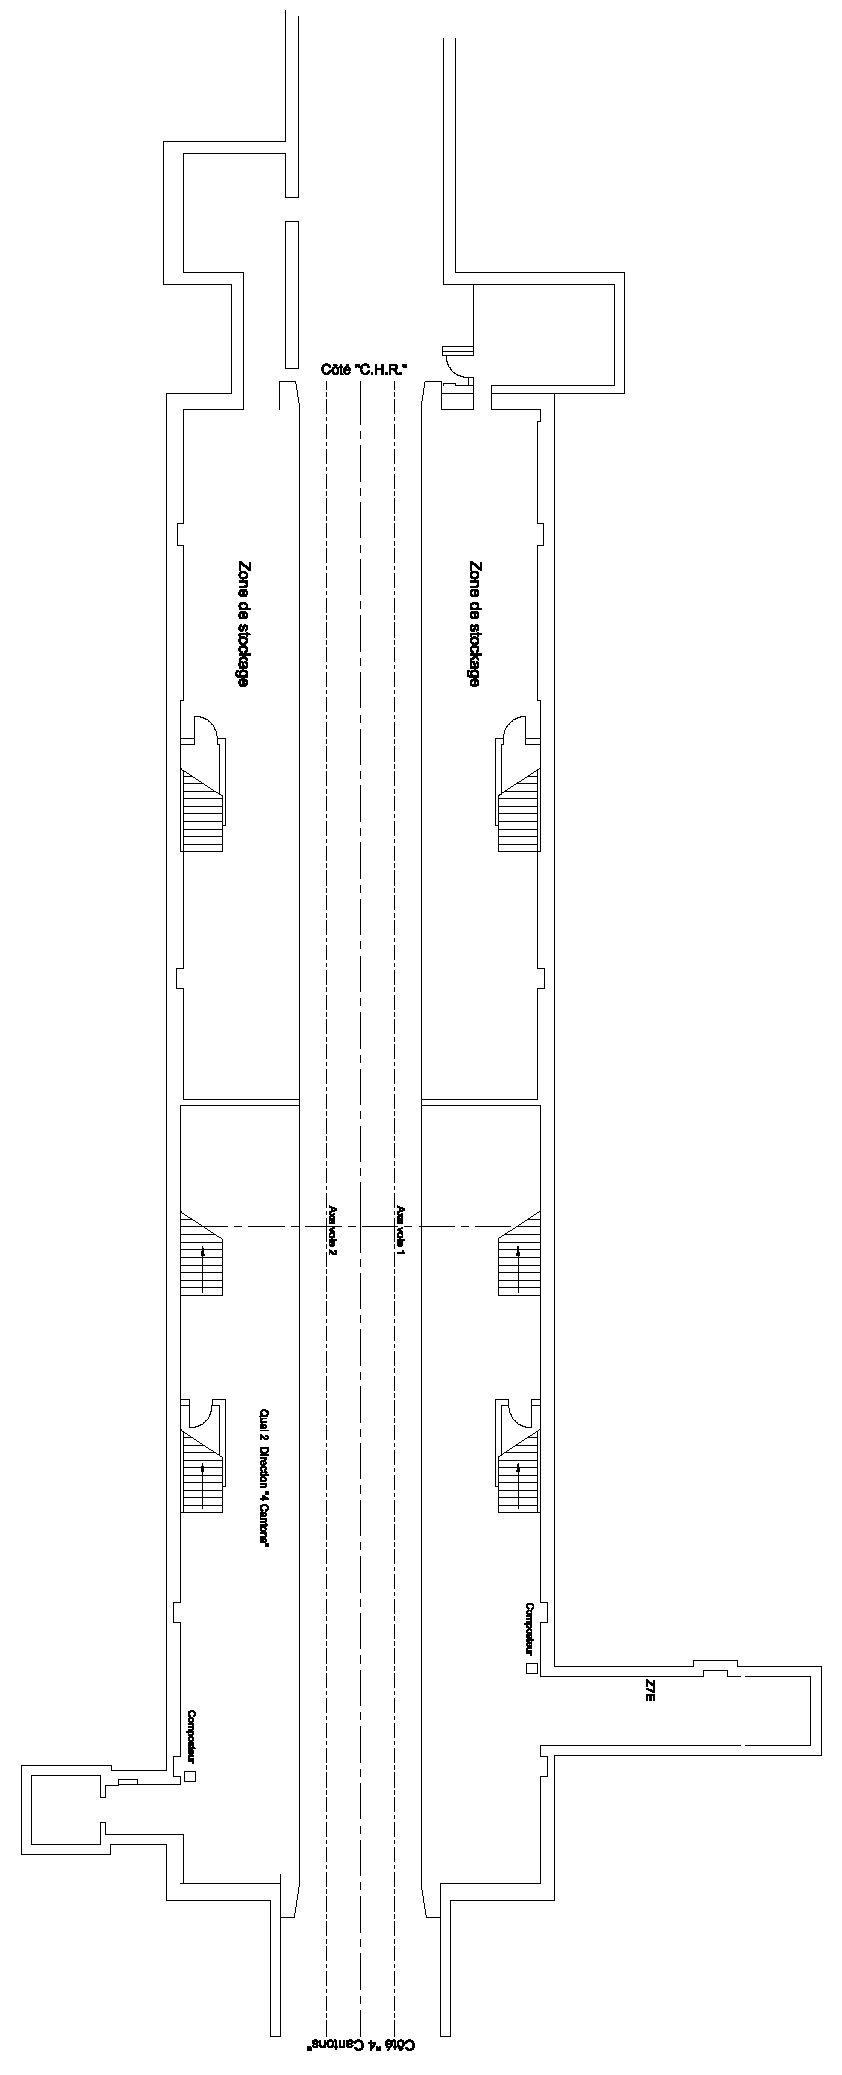 Côté "C.H.R."
Zone de stockage
Zone de stockage
Axe voie 2
Axe voie 1
Quai 2 Direction "4 Cantons"
Composteur
Z7E
Composteur
Côté "4 Cantons"